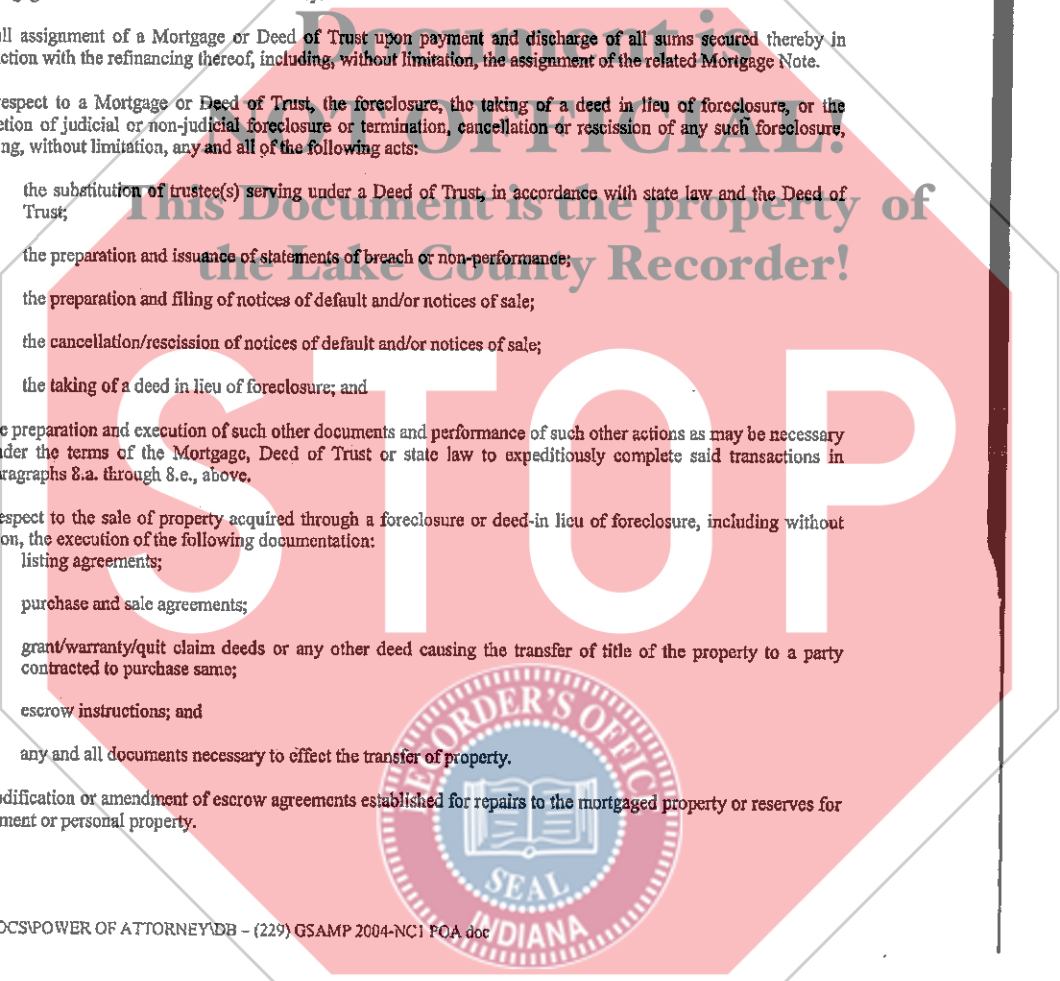 Document is
ll assignment of a Mortgage or Deed of Trust upon payment and discharge of all sums secured thereby in
ction with the refinancing thereof, including, without limitation, the assignment of the related Mortgage Note.
NOT OFFICIAL!
espect to a Mortgage or Deed of Trust, the foreclosure, the taking of a deed in lieu of foreclosure, or the
etion of judicial or non-judicial foreclosure or termination, cancellation or rescission of any such foreclosure,
ng, without limitation, any and all of the following acts:
This Document is the property of
the Lake County Recorder!
the substitution of trustee(s) serving under a Deed of Trust, in accordance with state law and the Deed of
Trust;
the preparation and issuance of statements of breach or non-performance;
the preparation and filing of notices of default and/or notices of sale;
the cancellation/rescission of notices of default and/or notices of sale;
STOP
the taking of a deed in lieu of foreclosure; and
e preparation and execution of such other documents and performance of such other actions as may be necessary
der the terms of the Mortgage, Deed of Trust or state law to expeditiously complete said transactions in
ragraphs 8.a. through 8.e., above.
espect to the sale of property acquired through a foreclosure or deed-in lieu of foreclosure, including without
on, the execution of the following documentation:
listing agreements;
purchase and sale agreements;
grant/warranty/quit claim deeds or any other deed causing the transfer of title of the property to a party
contracted to purchase same;
escrow instructions; and
any and all documents necessary to effect the transfer of property.
dification or amendment of escrow agreements established for repairs to the mortgaged property or reserves for
ment or personal property.
RECORDER'S OFFICE
SEAL
INDIANA
OCS\POWER OF ATTORNEY\DB – (229) GSAMP 2004-NC1 POA doc